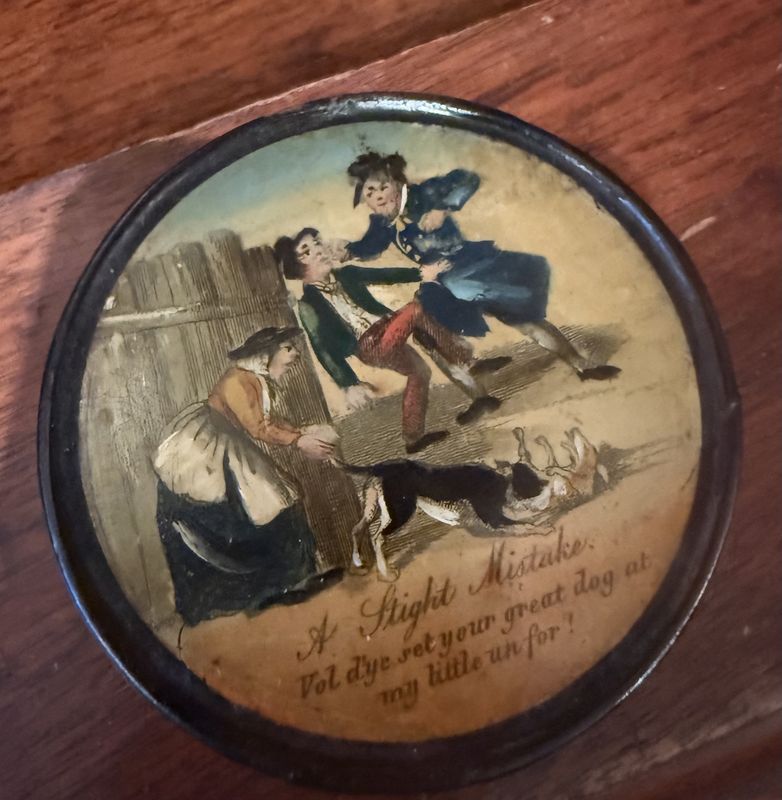 A Slight Mistake.
Vot d'ye set your great dog at
my little un for!